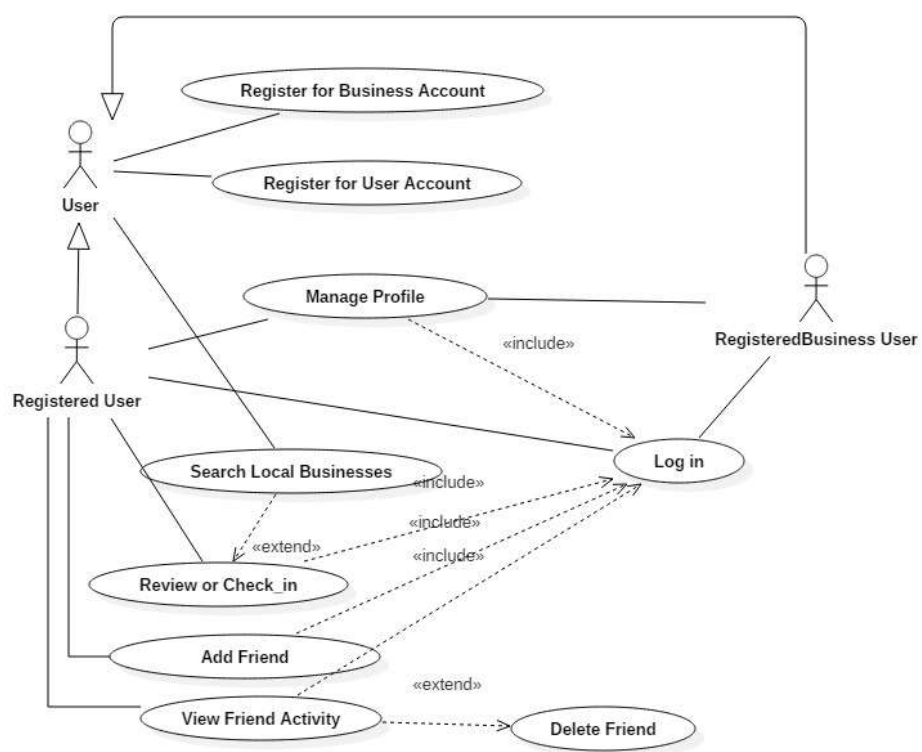 Register for Business Account
Register for User Account
User
Manage Profile
«include»
RegisteredBusiness User
Registered User
Search Local Businesses
Log in
«include»
«include»
«extend»
«include»
Review or Check_in
Add Friend
«extend»
View Friend Activity
Delete Friend